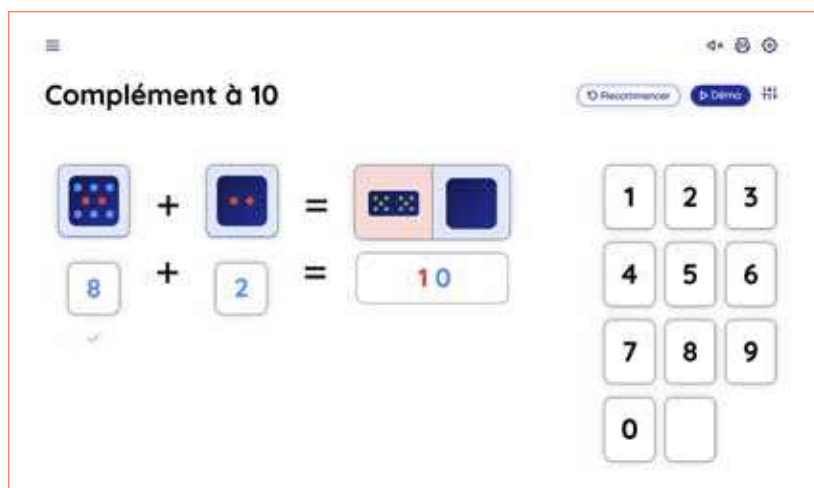 Complément à 10
Recommencer
Démo
+ =
8 + 2 = 10
1 2 3
4 5 6
7 8 9
0